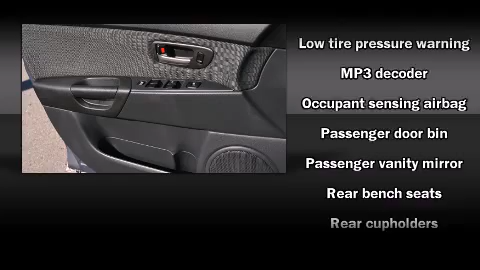 Low tire pressure warning
MP3 decoder
Occupant sensing airbag
Passenger door bin
Passenger vanity mirror
Rear bench seats
Rear cupholders